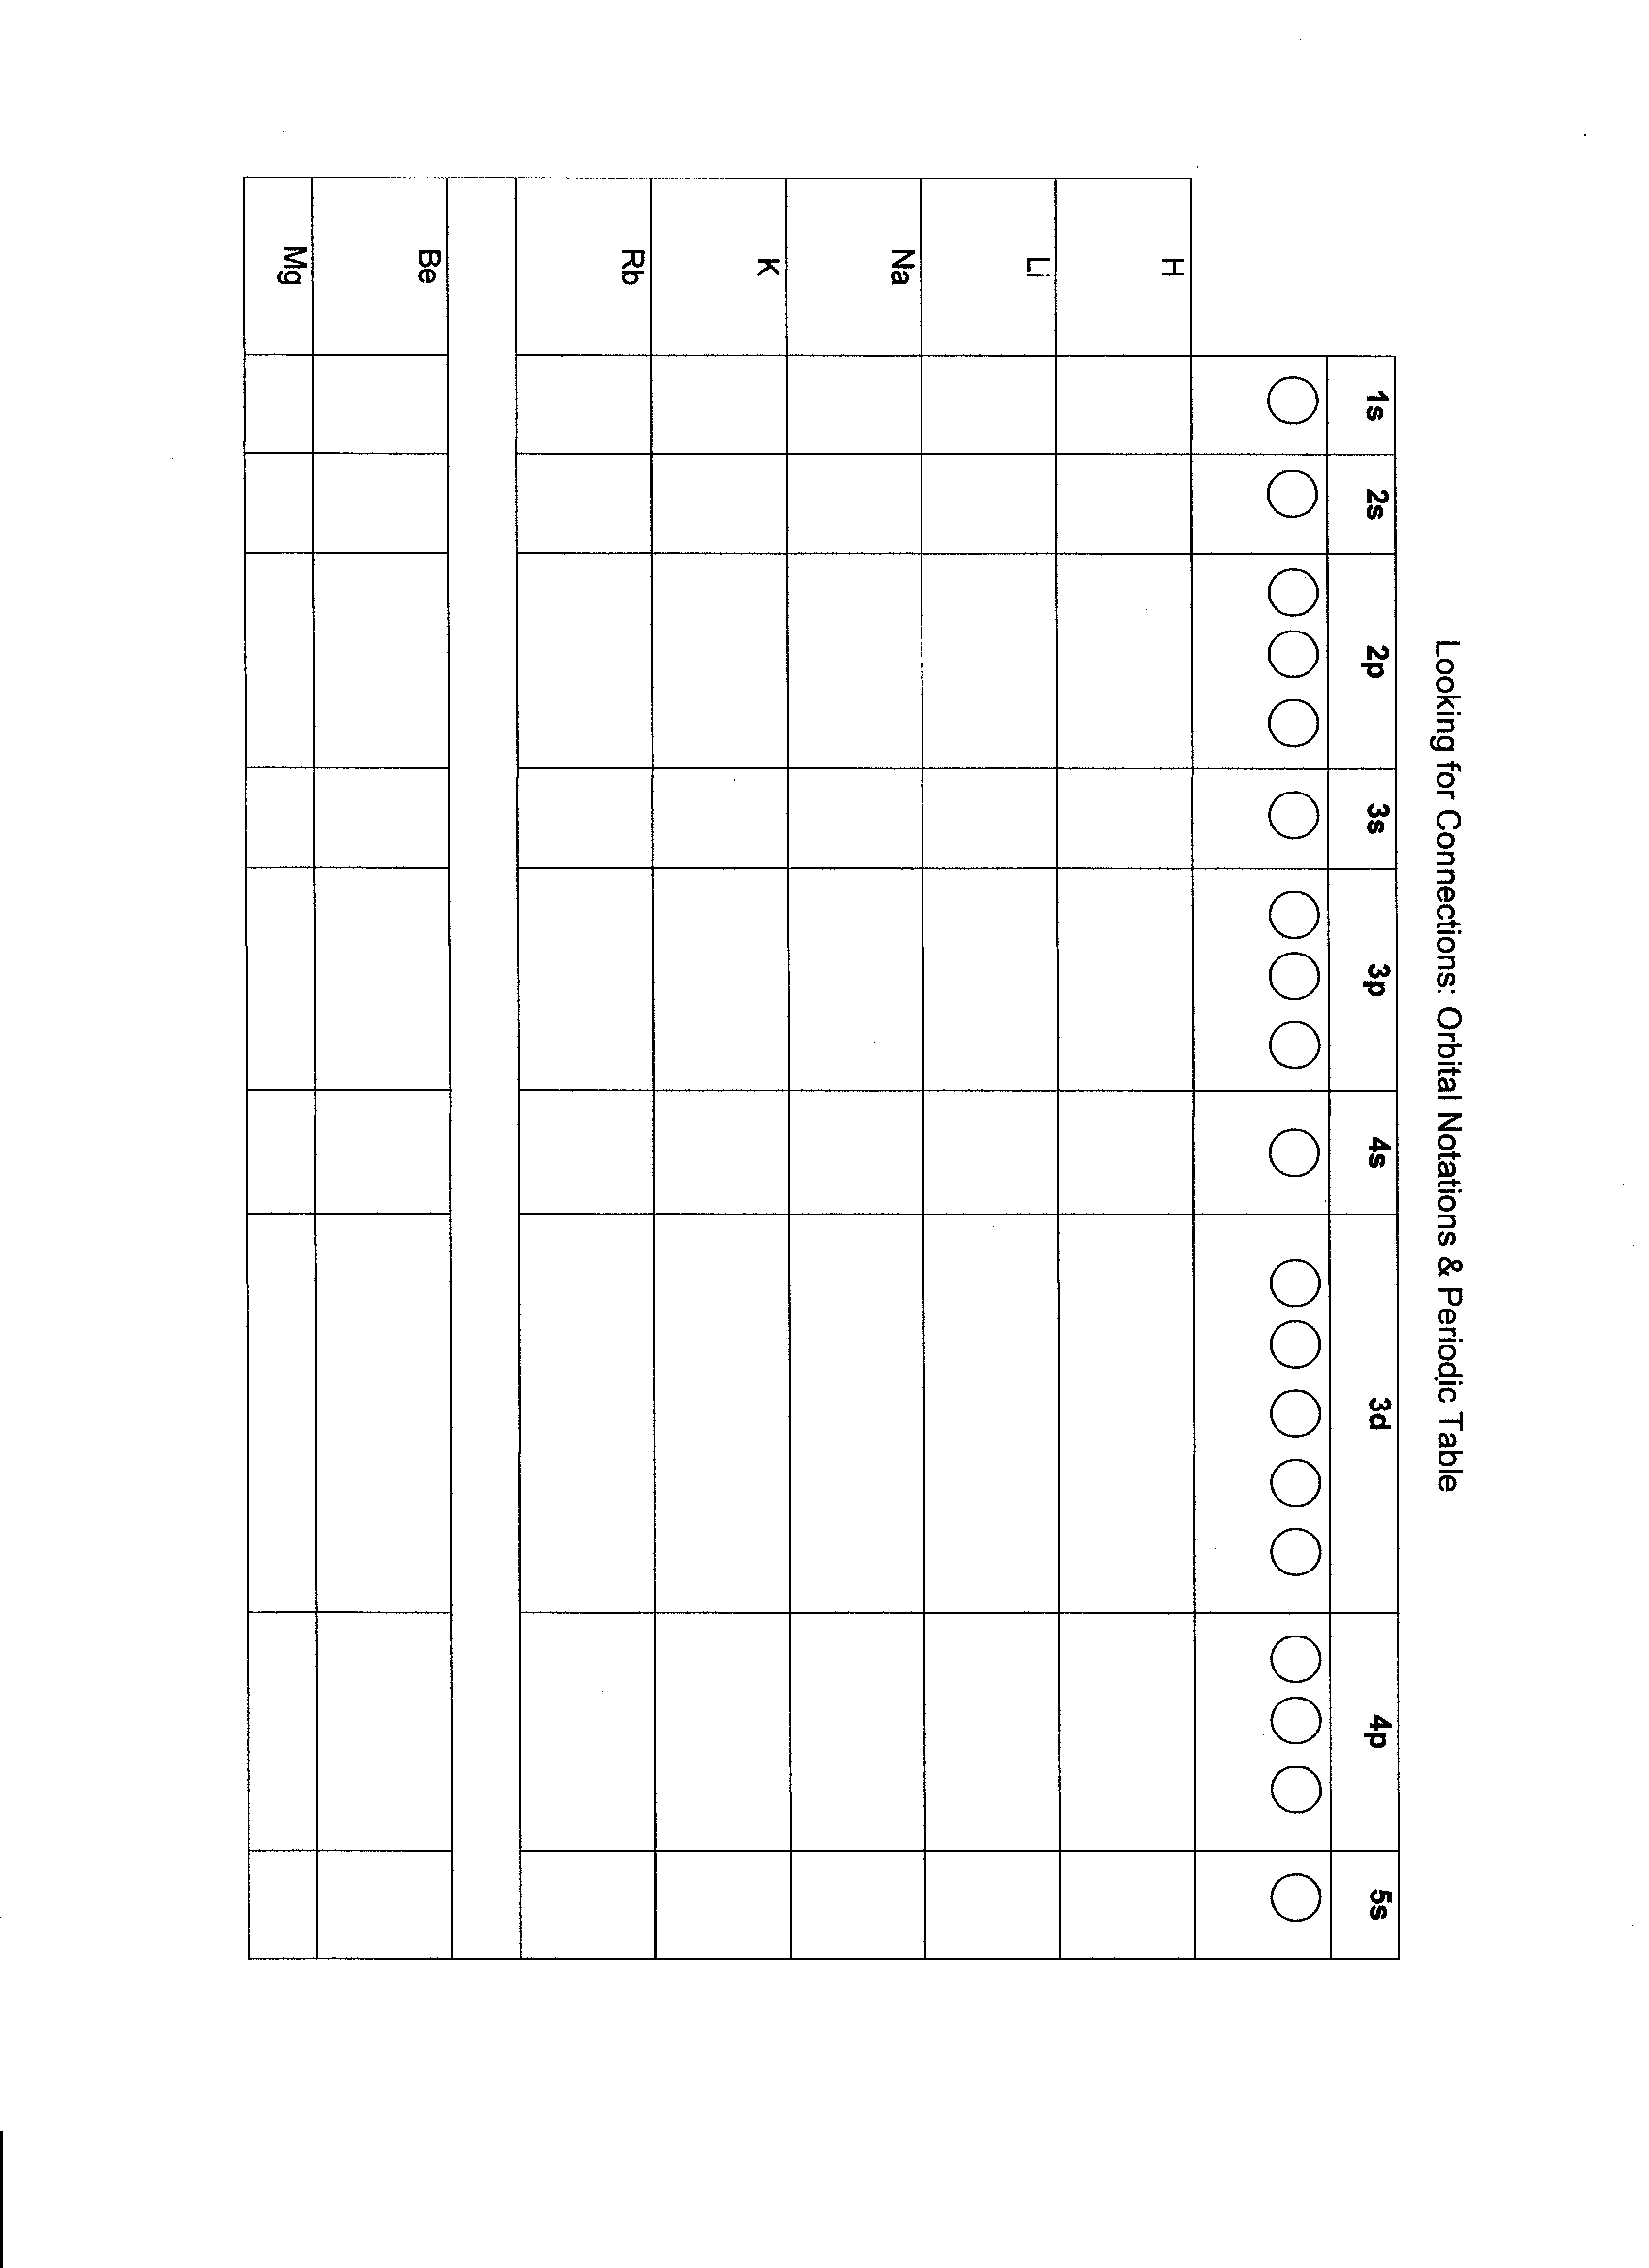 Looking for Connections: Orbital Notations & Periodic Table
1s 2s 2p 3s 3p 4s 3d 4p 5s
H
Li
Na
K
Rb
Be
Mg